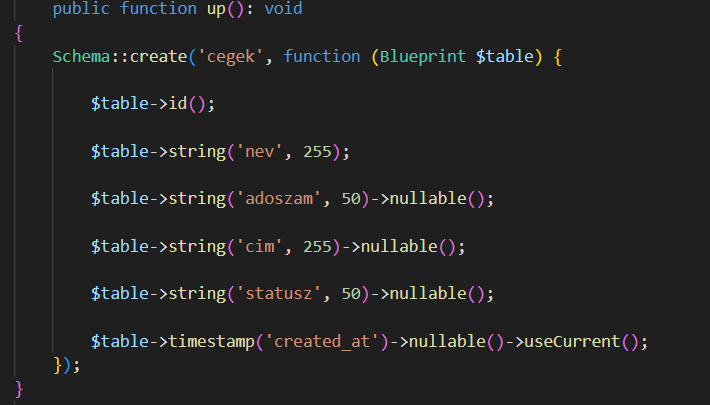 public function up(): void
{
Schema::create('cegek', function (Blueprint $table) {
$table->id();
$table->string('nev', 255);
$table->string('adoszam', 50)->nullable();
$table->string('cim', 255)->nullable();
$table->string('statusz', 50)->nullable();
$table->timestamp('created_at')->nullable()->useCurrent();
});
}